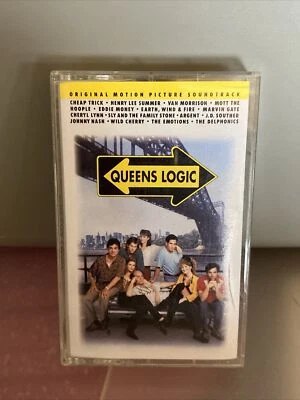 ORIGINAL MOTION PICTURE SOUNDTRACK
CHEAP TRICK • HENRY LEE SUMMER • VAN MORRISON • MOTT THE
HOOPLE • EDDIE MONEY • EARTH, WIND & FIRE • MARVIN GAYE
CHERYL LYNN • SLY AND THE FAMILY STONE • ARGENT • J.D. SOUTHER
JOHNNY NASH • WILD CHERRY • THE EMOTIONS • THE DELPHONICS
QUEENS LOGIC